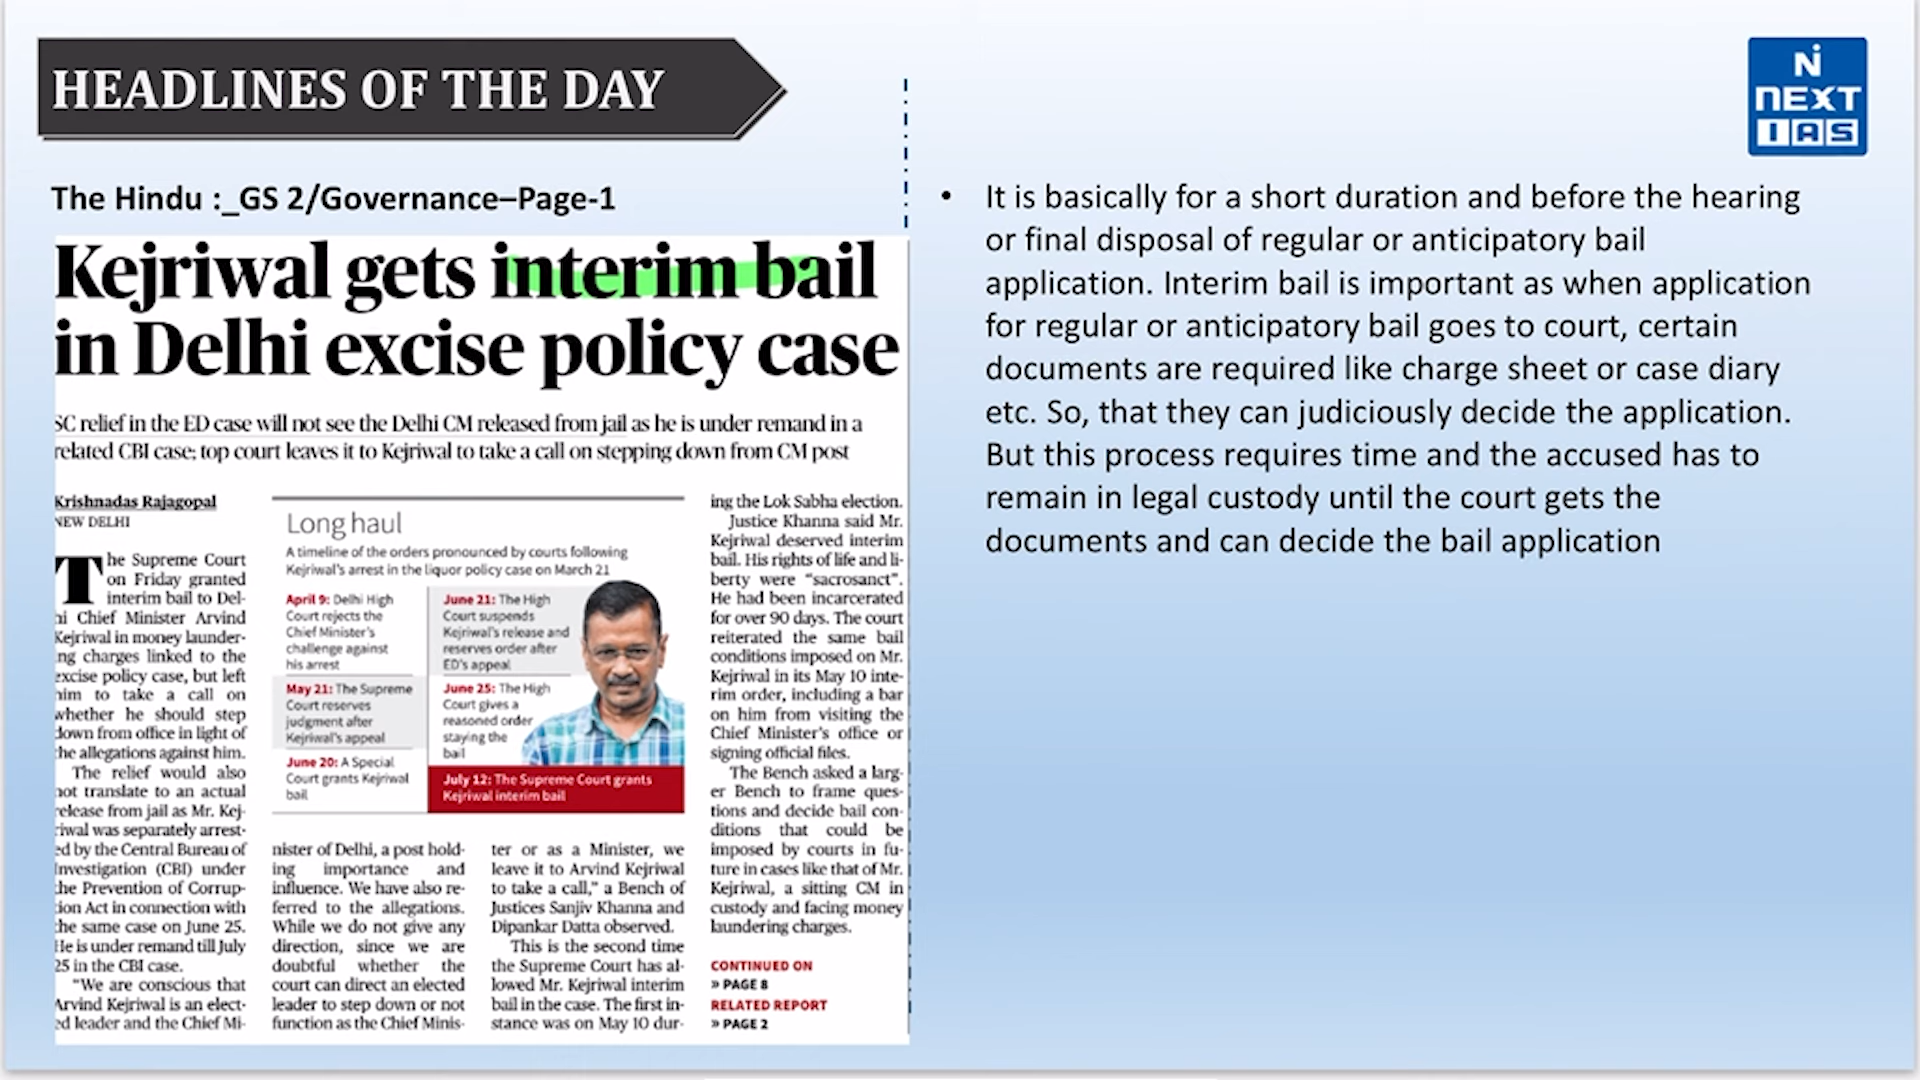 HEADLINES OF THE DAY
N
NEXT
IAS
The Hindu :_GS 2/Governance–Page-1
Kejriwal gets interim bail
in Delhi excise policy case
SC relief in the ED case will not see the Delhi CM released from jail as he is under remand in a
related CBI case; top court leaves it to Kejriwal to take a call on stepping down from CM post
Krishnadas Rajagopal
NEW DELHI
The Supreme Court
on Friday granted
interim bail to Del-
hi Chief Minister Arvind
Kejriwal in money launder-
ing charges linked to the
excise policy case, but left
him to take a call on
whether he should step
down from office in light of
the allegations against him.
The relief would also
not translate to an actual
release from jail as Mr. Kej-
riwal was separately arrest-
ed by the Central Bureau of
Investigation (CBI) under
the Prevention of Corrup-
tion Act in connection with
the same case on June 25.
He is under remand till July
25 in the CBI case.
“We are conscious that
Arvind Kejriwal is an elect-
ed leader and the Chief Mi-
Long haul
A timeline of the orders pronounced by courts following
Kejriwal's arrest in the liquor policy case on March 21
April 9: Delhi High
Court rejects the
Chief Minister's
challenge against
his arrest
May 21: The Supreme
Court reserves
judgment after
Kejriwal's appeal
June 20: A Special
Court grants Kejriwal
bail
June 21: The High
Court suspends
Kejriwal's release and
reserves order after
ED's appeal
June 25: The High
Court gives a
reasoned order
staying the
bail
July 12: The Supreme Court grants
Kejriwal interim bail
nister of Delhi, a post hold-
ing importance and
influence. We have also re-
ferred to the allegations.
While we do not give any
direction, since we are
doubtful whether the
court can direct an elected
leader to step down or not
function as the Chief Minis-
ter or as a Minister, we
leave it to Arvind Kejriwal
to take a call,” a Bench of
Justices Sanjiv Khanna and
Dipankar Datta observed.
This is the second time
the Supreme Court has al-
lowed Mr. Kejriwal interim
bail in the case. The first in-
stance was on May 10 dur-
ing the Lok Sabha election.
Justice Khanna said Mr.
Kejriwal deserved interim
bail. His rights of life and li-
berty were “sacrosanct”.
He had been incarcerated
for over 90 days. The court
reiterated the same bail
conditions imposed on Mr.
Kejriwal in its May 10 inte-
rim order, including a bar
on him from visiting the
Chief Minister's office or
signing official files.
The Bench asked a larg-
er Bench to frame ques-
tions and decide bail con-
ditions that could be
imposed by courts in fu-
ture in cases like that of Mr.
Kejriwal, a sitting CM in
custody and facing money
laundering charges.
CONTINUED ON
» PAGE 8
RELATED REPORT
» PAGE 2
• It is basically for a short duration and before the hearing
or final disposal of regular or anticipatory bail
application. Interim bail is important as when application
for regular or anticipatory bail goes to court, certain
documents are required like charge sheet or case diary
etc. So, that they can judiciously decide the application.
But this process requires time and the accused has to
remain in legal custody until the court gets the
documents and can decide the bail application